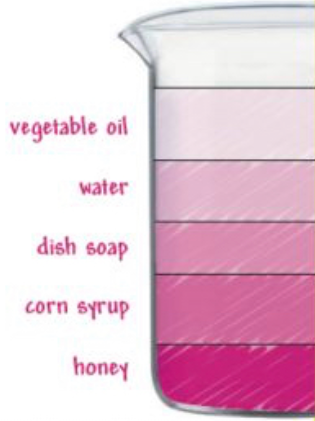 vegetable oil
water
dish soap
corn syrup
honey